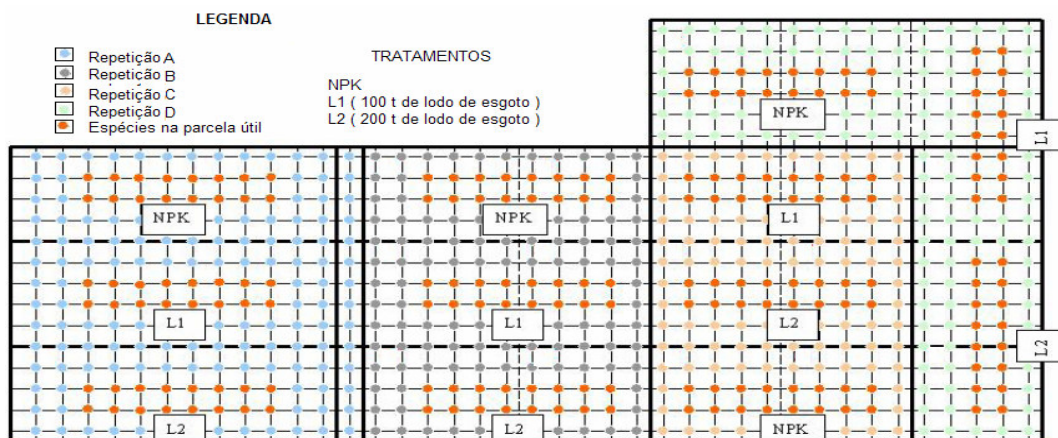 LEGENDA
Repetição A
Repetição B
Repetição C
Repetição D
Espécies na parcela útil
TRATAMENTOS
NPK
L1 ( 100 t de lodo de esgoto )
L2 ( 200 t de lodo de esgoto )
NPK
L1
NPK
NPK
L1
L1
L1
L2
L2
L2
L2
NPK